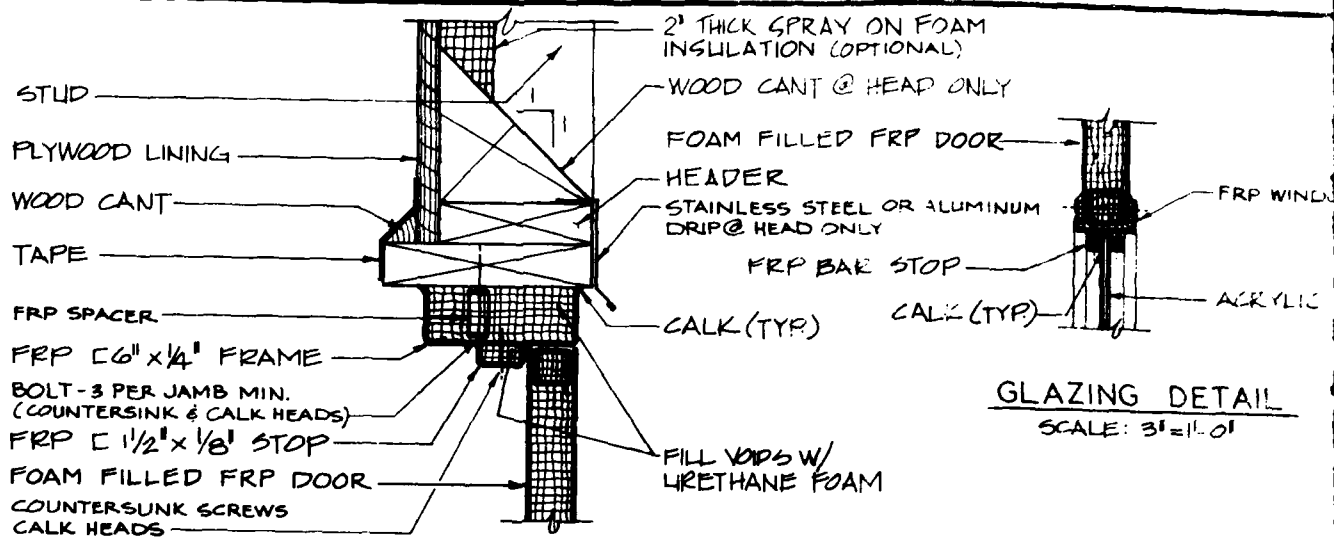 STUD
PLYWOOD LINING
WOOD CANT
TAPE
FRP SPACER
FRP [6" x 1/4" FRAME
BOLT-3 PER JAMB MIN.
(COUNTERSINK & CALK HEADS)
FRP [1 1/2" x 1/8" STOP
FOAM FILLED FRP DOOR
COUNTERSUNK SCREWS
CALK HEADS
2" THICK SPRAY ON FOAM
INSULATION (OPTIONAL)
WOOD CANT @ HEAD ONLY
1
1
HEADER
STAINLESS STEEL OR ALUMINUM
DRIP @ HEAD ONLY
CALK (TYP.)
FILL VOIDS W/
URETHANE FOAM
FOAM FILLED FRP DOOR
FRP BAR STOP
CALK (TYP.)
FRP
ACRYLIC
GLAZING DETAIL
SCALE: 3"=1'-0"